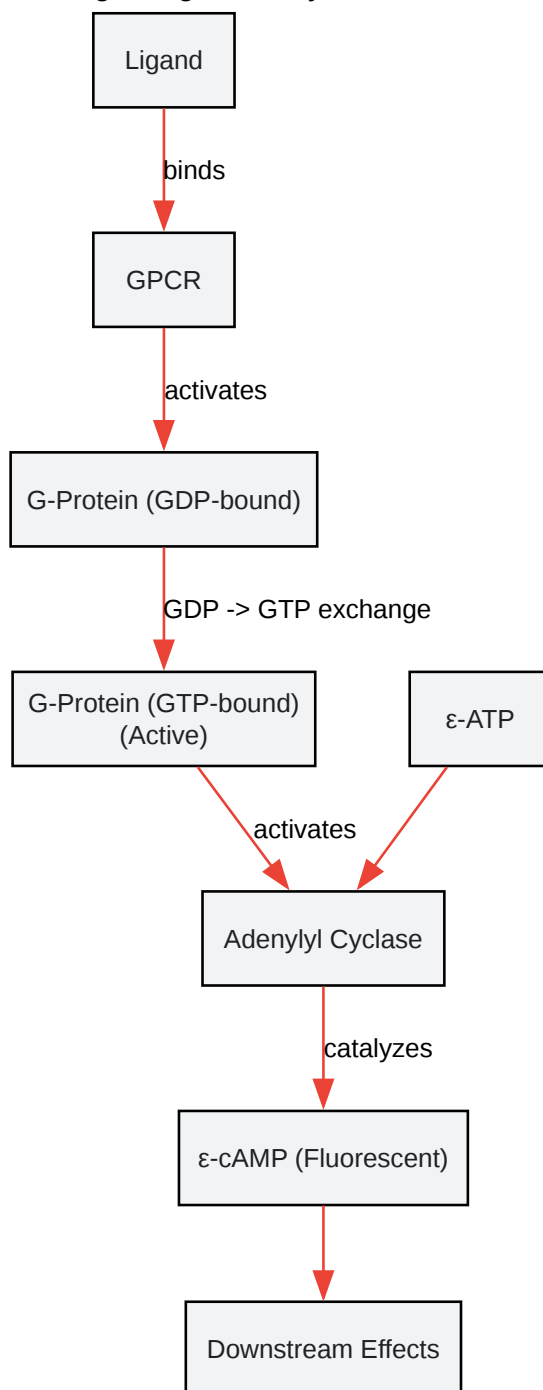 Ligand
binds
GPCR
activates
G-Protein (GDP-bound)
GDP -> GTP exchange
G-Protein (GTP-bound)
(Active)
ε-ATP
activates
Adenylyl Cyclase
catalyzes
ε-cAMP (Fluorescent)
Downstream Effects